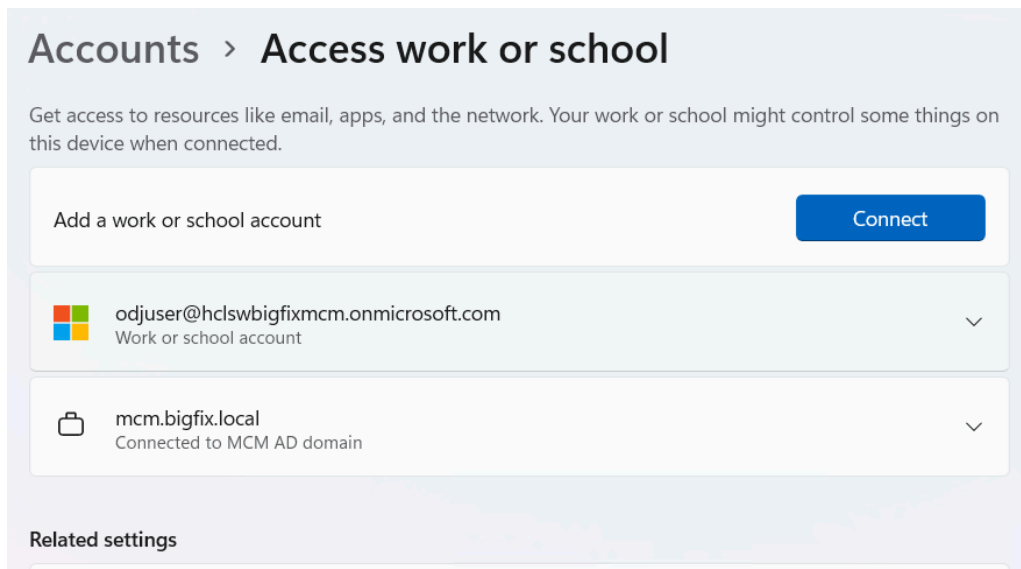 Accounts > Access work or school
Get access to resources like email, apps, and the network. Your work or school might control some things on
this device when connected.
Add a work or school account
Connect
odjuser@hclswbigfixmcm.onmicrosoft.com
Work or school account
mcm.bigfix.local
Connected to MCM AD domain
Related settings